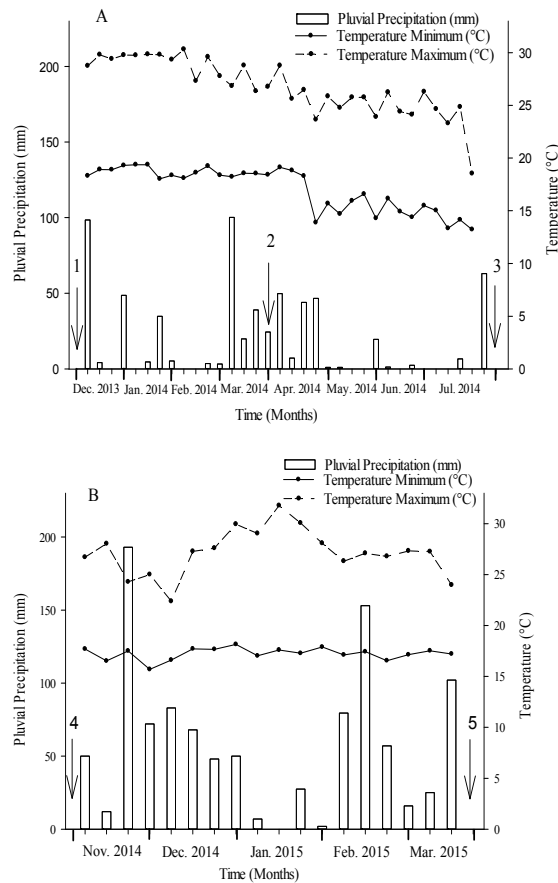 A
Pluvial Precipitation (mm)
Temperature Minimum (°C)
Temperature Maximum (°C)
200
150
100
50
0
30
25
20
15
10
5
0
Pluvial Precipitation (mm)
Temperature (°C)
1
2
3
Dec. 2013 Jan. 2014 Feb. 2014 Mar. 2014 Apr. 2014 May. 2014 Jun. 2014 Jul. 2014
Time (Months)
B
Pluvial Precipitation (mm)
Temperature Minimum (°C)
Temperature Maximum (°C)
200
150
100
50
0
30
25
20
15
10
5
0
Pluvial Precipitation (mm)
Temperature (°C)
4
5
Nov. 2014 Dec. 2014 Jan. 2015 Feb. 2015 Mar. 2015
Time (Months)